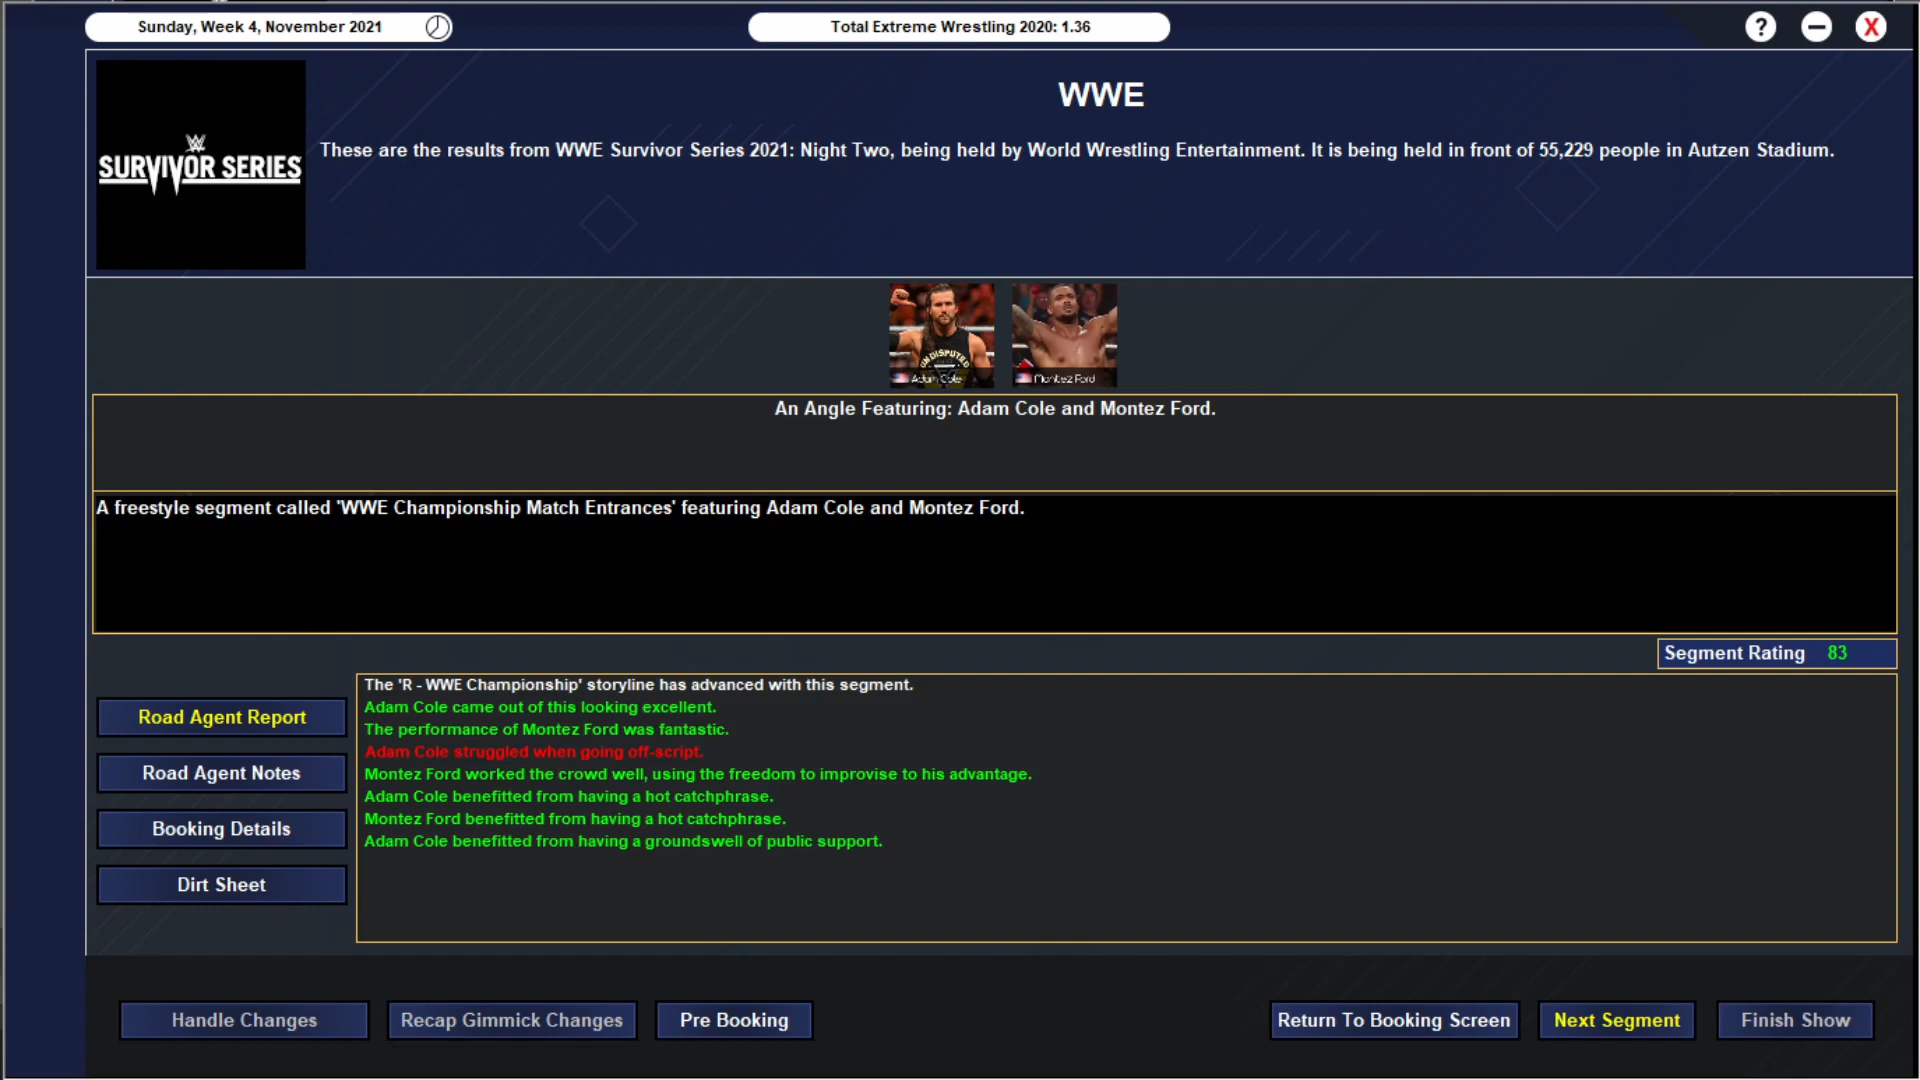 Sunday, Week 4, November 2021
Total Extreme Wrestling 2020: 1.36
?
X
WWE
W
SURVIVOR SERIES
These are the results from WWE Survivor Series 2021: Night Two, being held by World Wrestling Entertainment. It is being held in front of 55,229 people in Autzen Stadium.
UNDISPUTED
Adam Cole
Montez Ford
An Angle Featuring: Adam Cole and Montez Ford.
A freestyle segment called 'WWE Championship Match Entrances' featuring Adam Cole and Montez Ford.
Segment Rating 83
The 'R - WWE Championship' storyline has advanced with this segment.
Adam Cole came out of this looking excellent.
The performance of Montez Ford was fantastic.
Adam Cole struggled when going off-script.
Montez Ford worked the crowd well, using the freedom to improvise to his advantage.
Adam Cole benefitted from having a hot catchphrase.
Montez Ford benefitted from having a hot catchphrase.
Adam Cole benefitted from having a groundswell of public support.
Road Agent Report
Road Agent Notes
Booking Details
Dirt Sheet
Handle Changes
Recap Gimmick Changes
Pre Booking
Return To Booking Screen
Next Segment
Finish Show